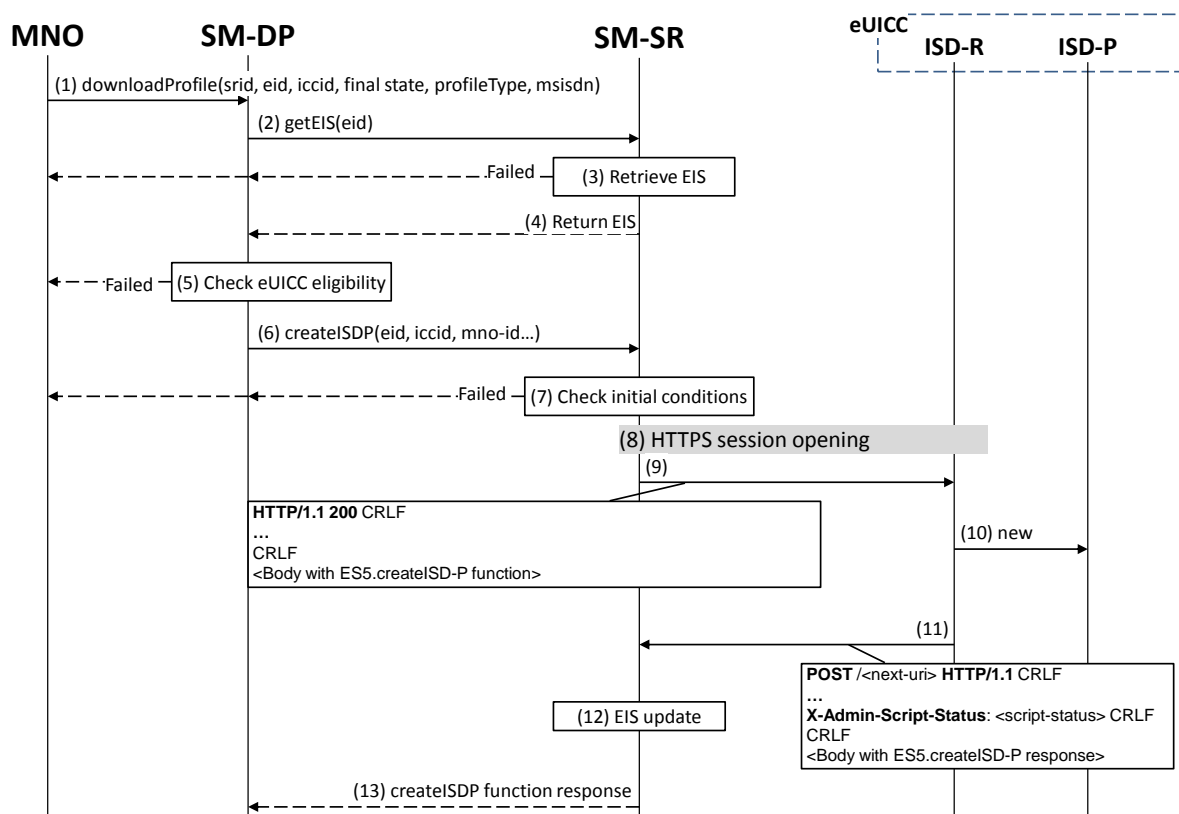 eUICC
MNO
SM-DP
SM-SR
ISD-R
ISD-P
(1) downloadProfile(srid, eid, iccid, final state, profileType, msisdn)
(2) getEIS(eid)
Failed
(3) Retrieve EIS
(4) Return EIS
Failed
(5) Check eUICC eligibility
(6) createISDP(eid, iccid, mno-id…)
Failed
(7) Check initial conditions
(8) HTTPS session opening
(9)
HTTP/1.1 200 CRLF
…
CRLF
<Body with ES5.createISD-P function>
(10) new
(11)
POST /<next-uri> HTTP/1.1 CRLF
…
X-Admin-Script-Status: <script-status> CRLF
CRLF
<Body with ES5.createISD-P response>
(12) EIS update
(13) createISDP function response